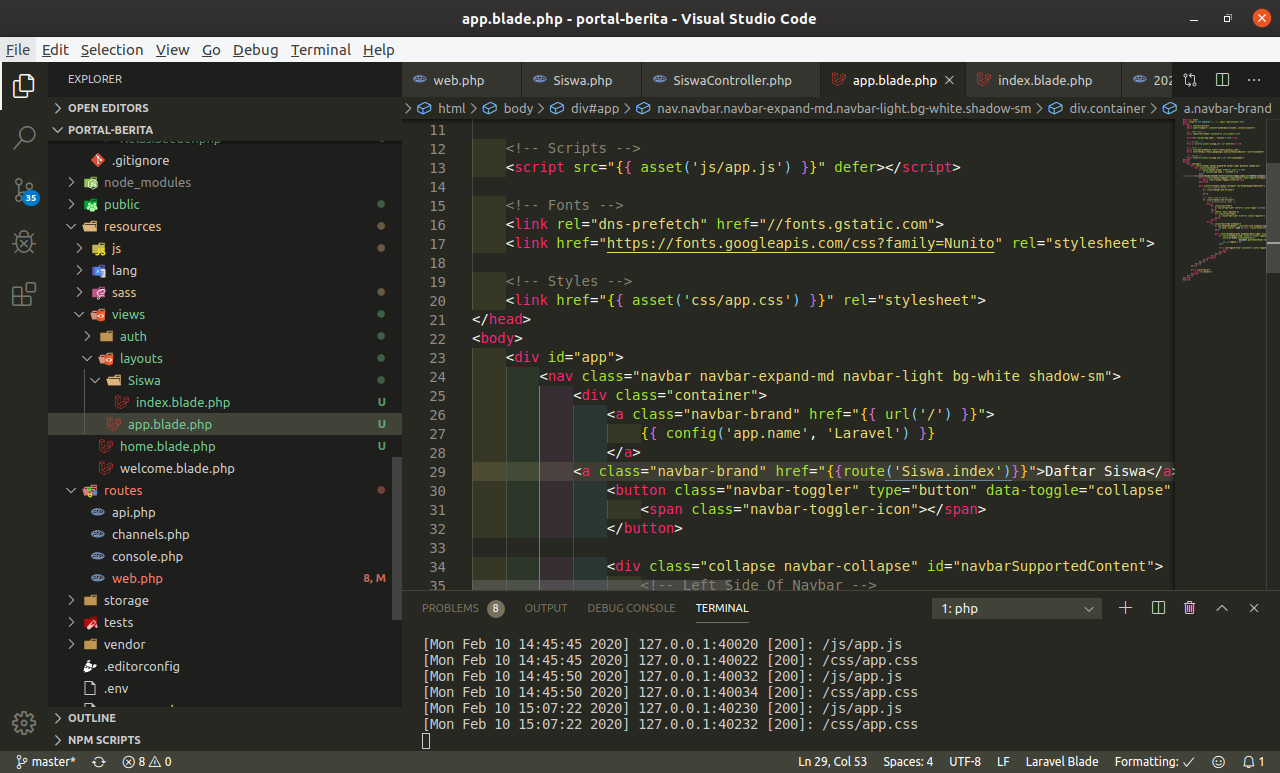 app.blade.php - portal-berita - Visual Studio Code
File Edit Selection View Go Debug Terminal Help
EXPLORER
OPEN EDITORS
PORTAL-BERITA
.gitignore
node_modules
public
resources
js
lang
sass
views
auth
layouts
Siswa
index.blade.php U
app.blade.php U
home.blade.php U
welcome.blade.php
routes
api.php
channels.php
console.php
web.php 8, M
storage
tests
vendor
.editorconfig
.env
OUTLINE
NPM SCRIPTS
35
web.php Siswa.php SiswaController.php app.blade.php index.blade.php 202
html > body > div#app > nav.navbar.navbar-expand-md.navbar-light.bg-white.shadow-sm > div.container > a.navbar-brand
11
12 <!-- Scripts -->
13 <script src="{{ asset('js/app.js') }}" defer></script>
14
15 <!-- Fonts -->
16 <link rel="dns-prefetch" href="//fonts.gstatic.com">
17 <link href="https://fonts.googleapis.com/css?family=Nunito" rel="stylesheet">
18
19 <!-- Styles -->
20 <link href="{{ asset('css/app.css') }}" rel="stylesheet">
21 </head>
22 <body>
23 <div id="app">
24 <nav class="navbar navbar-expand-md navbar-light bg-white shadow-sm">
25 <div class="container">
26 <a class="navbar-brand" href="{{ url('/') }}">
27 {{ config('app.name', 'Laravel') }}
28 </a>
29 <a class="navbar-brand" href="{{route('Siswa.index')}}">Daftar Siswa</a>
30 <button class="navbar-toggler" type="button" data-toggle="collapse"
31 <span class="navbar-toggler-icon"></span>
32 </button>
33
34 <div class="collapse navbar-collapse" id="navbarSupportedContent">
35 <!-- Left Side Of Navbar -->
PROBLEMS 8 OUTPUT DEBUG CONSOLE TERMINAL 1: php
[Mon Feb 10 14:45:45 2020] 127.0.0.1:40020 [200]: /js/app.js
[Mon Feb 10 14:45:45 2020] 127.0.0.1:40022 [200]: /css/app.css
[Mon Feb 10 14:45:50 2020] 127.0.0.1:40032 [200]: /js/app.js
[Mon Feb 10 14:45:50 2020] 127.0.0.1:40034 [200]: /css/app.css
[Mon Feb 10 15:07:22 2020] 127.0.0.1:40230 [200]: /js/app.js
[Mon Feb 10 15:07:22 2020] 127.0.0.1:40232 [200]: /css/app.css
master* 8 0 Ln 29, Col 53 Spaces: 4 UTF-8 LF Laravel Blade Formatting: ✓ 1